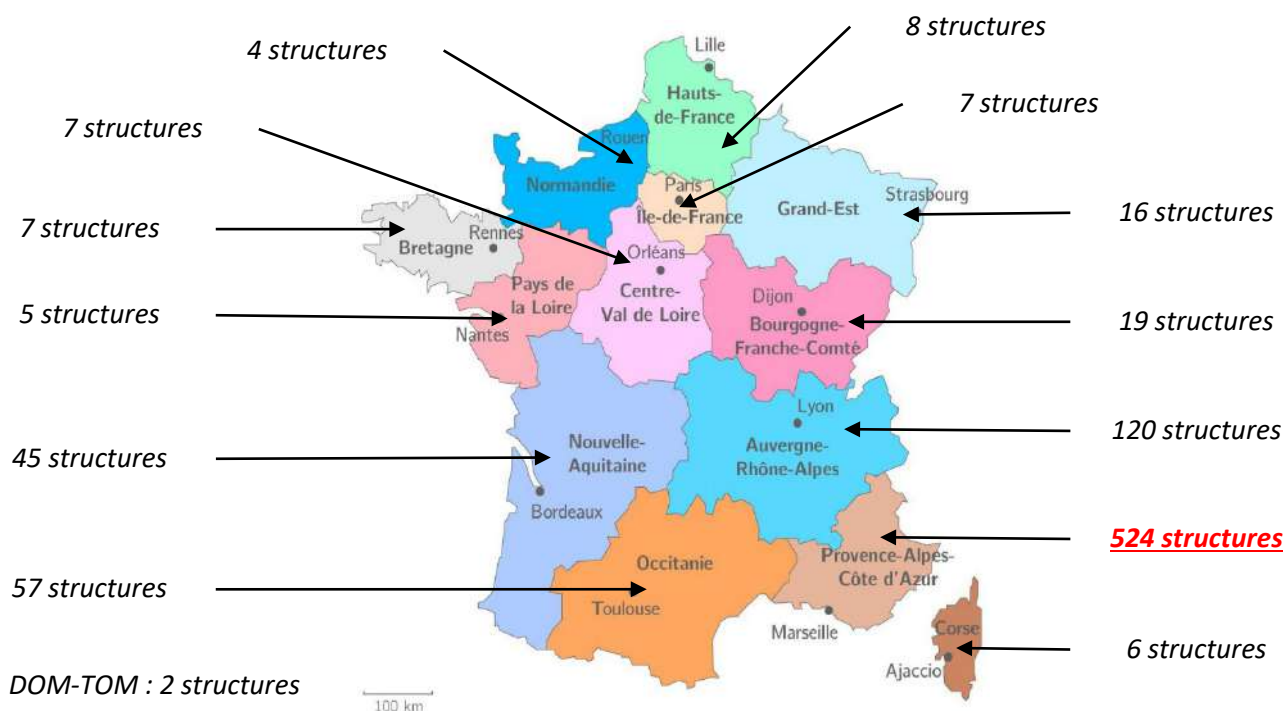 8 structures
4 structures
Lille
Hauts-
de-France
7 structures
7 structures
Rouen
Normandie
Paris
Île-de-France
Grand-Est
Strasbourg
16 structures
7 structures
Bretagne
Rennes
Orléans
Centre-
Val de Loire
Pays de
la Loire
Nantes
5 structures
Dijon
Bourgogne-
Franche-Comté
19 structures
Lyon
Auvergne-
Rhône-Alpes
120 structures
Nouvelle-
Aquitaine
45 structures
Bordeaux
524 structures
Provence-Alpes-
Côte d'Azur
Occitanie
57 structures
Toulouse
Marseille
Corse
Ajaccio
6 structures
DOM-TOM : 2 structures
100 km